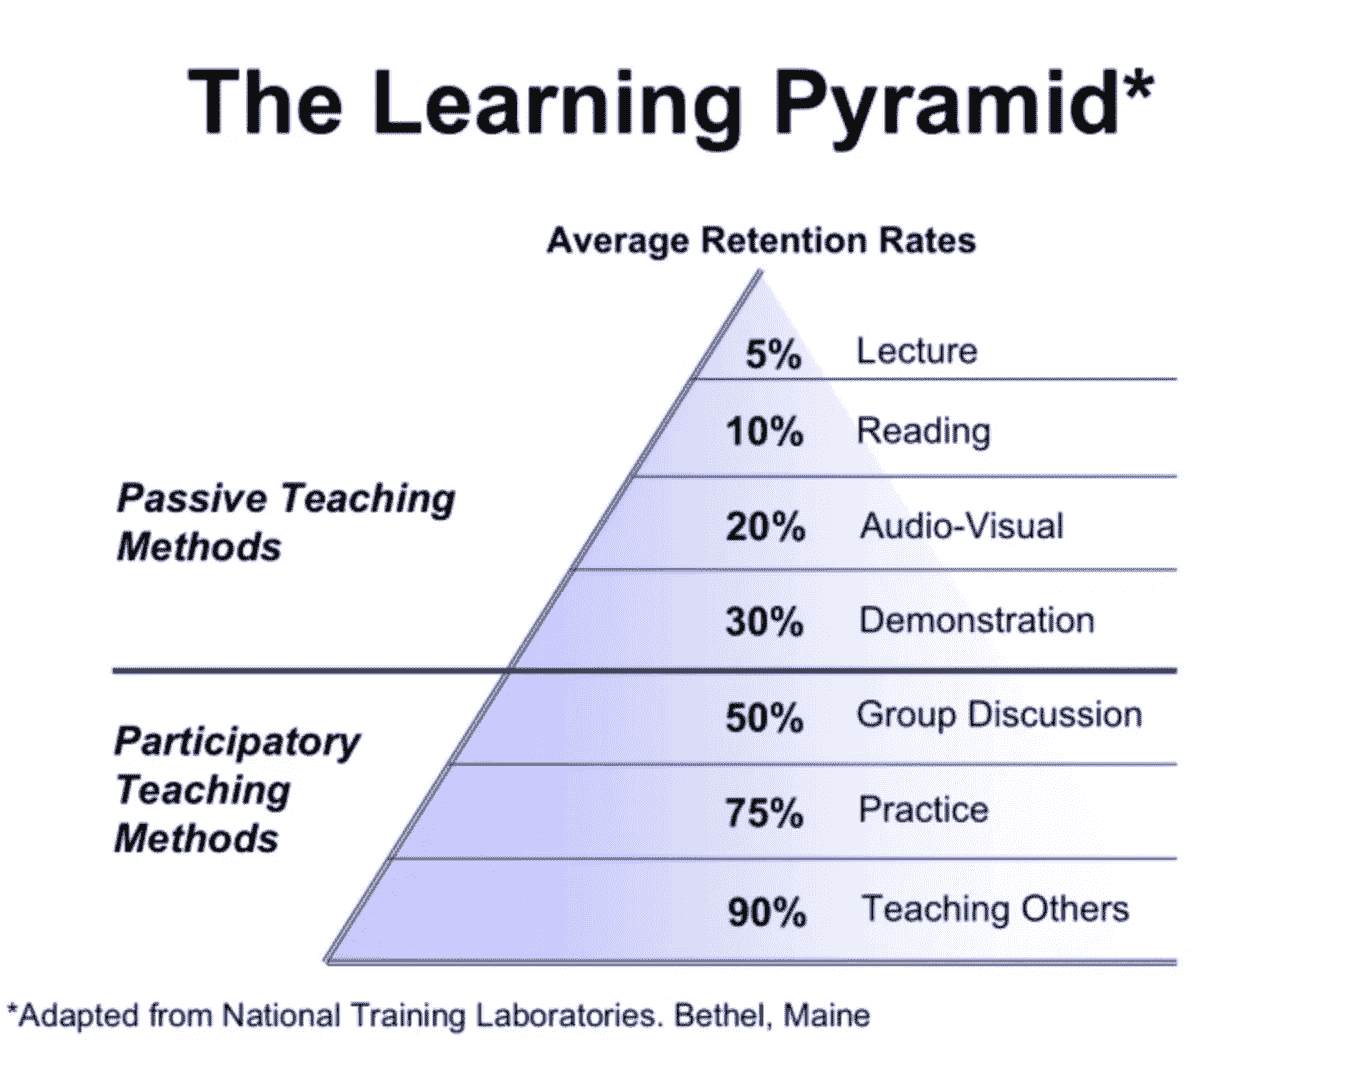 The Learning Pyramid*
Average Retention Rates
5% Lecture
10% Reading
20% Audio-Visual
30% Demonstration
Passive Teaching
Methods
50% Group Discussion
75% Practice
90% Teaching Others
Participatory
Teaching
Methods
*Adapted from National Training Laboratories. Bethel, Maine